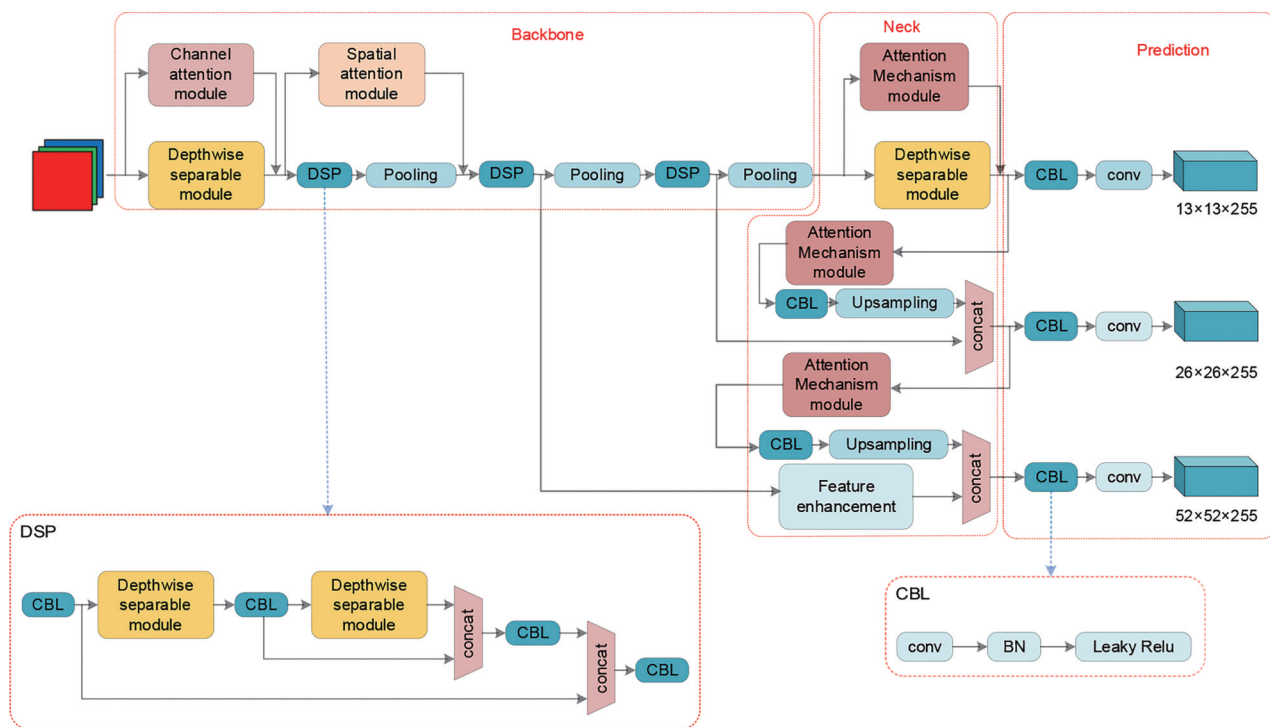 Backbone
Neck
Prediction
Channel
attention
module
Spatial
attention
module
Attention
Mechanism
module
Depthwise
separable
module
DSP
Pooling
DSP
Pooling
DSP
Pooling
Depthwise
separable
module
CBL
conv
13×13×255
Attention
Mechanism
module
CBL
Upsampling
concat
CBL
conv
26×26×255
Attention
Mechanism
module
CBL
Upsampling
concat
Feature
enhancement
CBL
conv
52×52×255
DSP
CBL
Depthwise
separable
module
CBL
Depthwise
separable
module
concat
CBL
concat
CBL
CBL
conv
BN
Leaky Relu